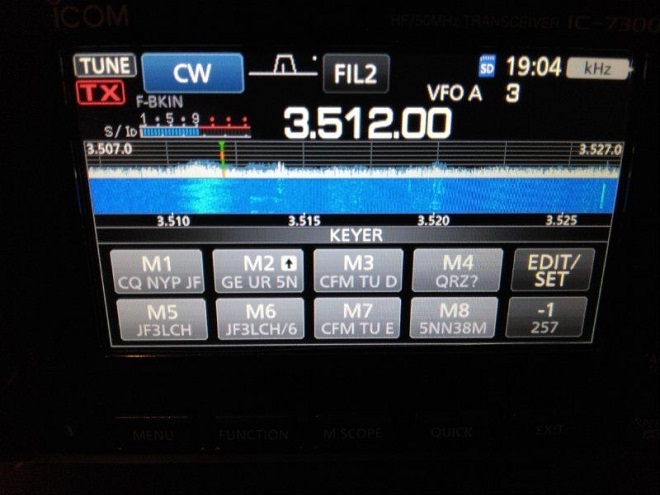 ICOM
HF/50MHz TRANSCEIVER IC-7300
TUNE CW FIL2 SD 19:04 kHz
TX F-BKIN VFO A 3
S/ID 1 5 9 3.512.00
3.507.0 3.527.0
3.510 3.515 3.520 3.525
KEYER
M1 M2 M3 M4 EDIT/
CQ NYP JF GE UR 5N CFM TU D QRZ? SET
M5 M6 M7 M8 -1
JF3LCH JF3LCH/6 CFM TU E 5NN38M 257
MENU FUNCTION M.SCOPE QUICK EXIT